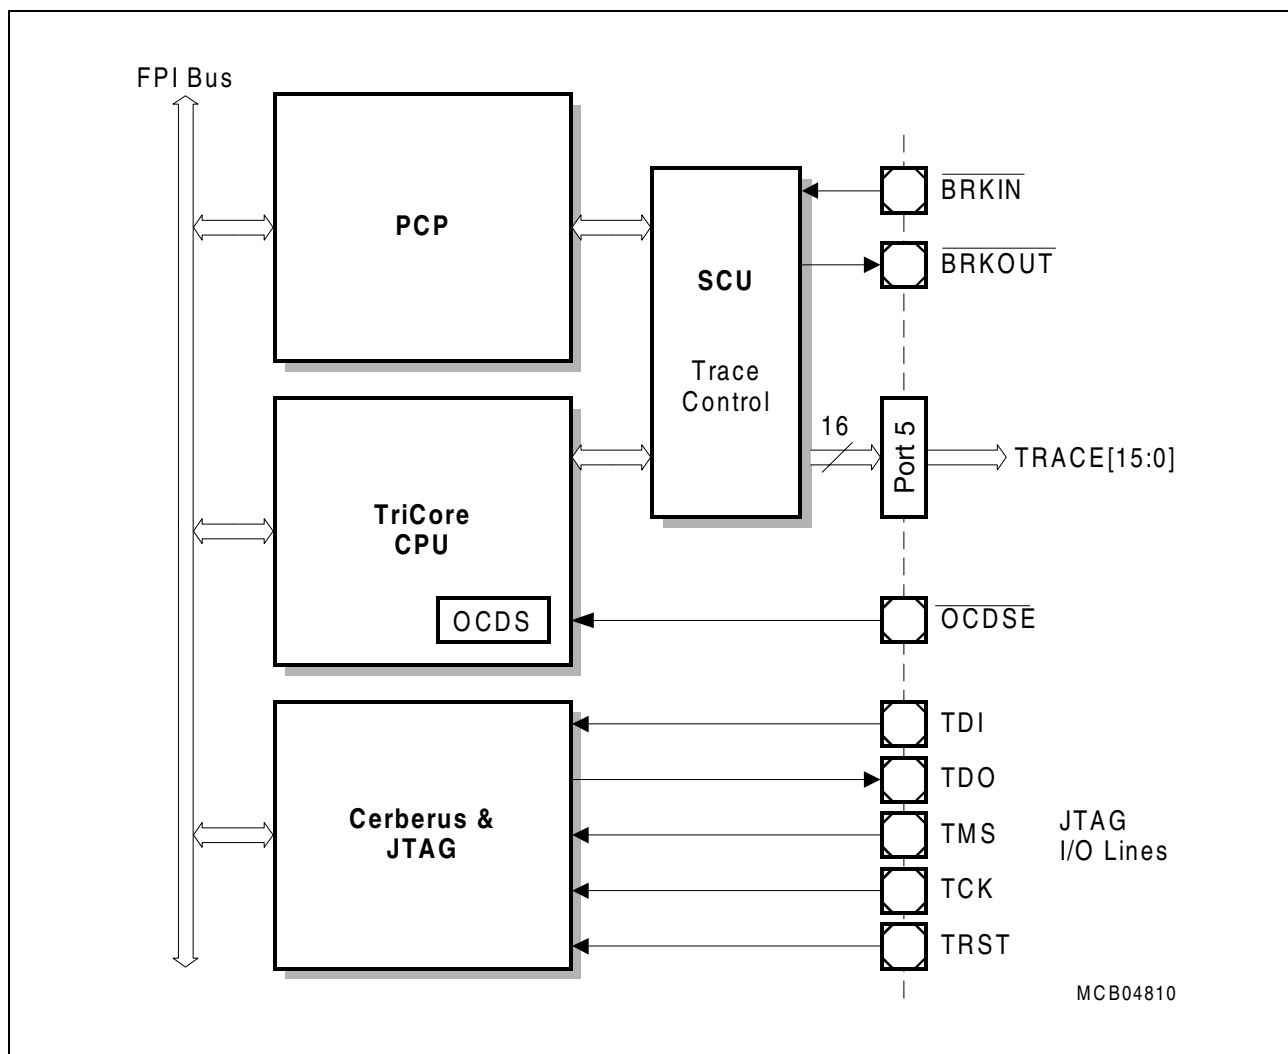 FPI Bus
PCP
SCU
Trace
Control
BRKIN
BRKOUT
16
Port 5
TRACE[15:0]
TriCore
CPU
OCDS
OCDSE
Cerberus &
JTAG
TDI
TDO
TMS
TCK
TRST
JTAG
I/O Lines
MCB04810